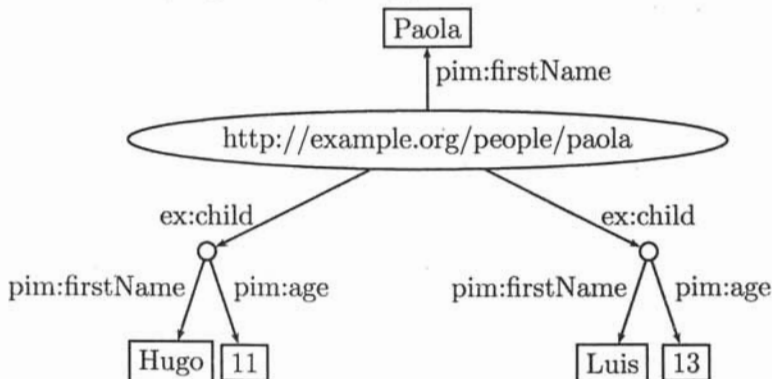 Paola
pim:firstName
http://example.org/people/paola
ex:child ex:child
pim:firstName pim:age pim:firstName pim:age
Hugo 11 Luis 13